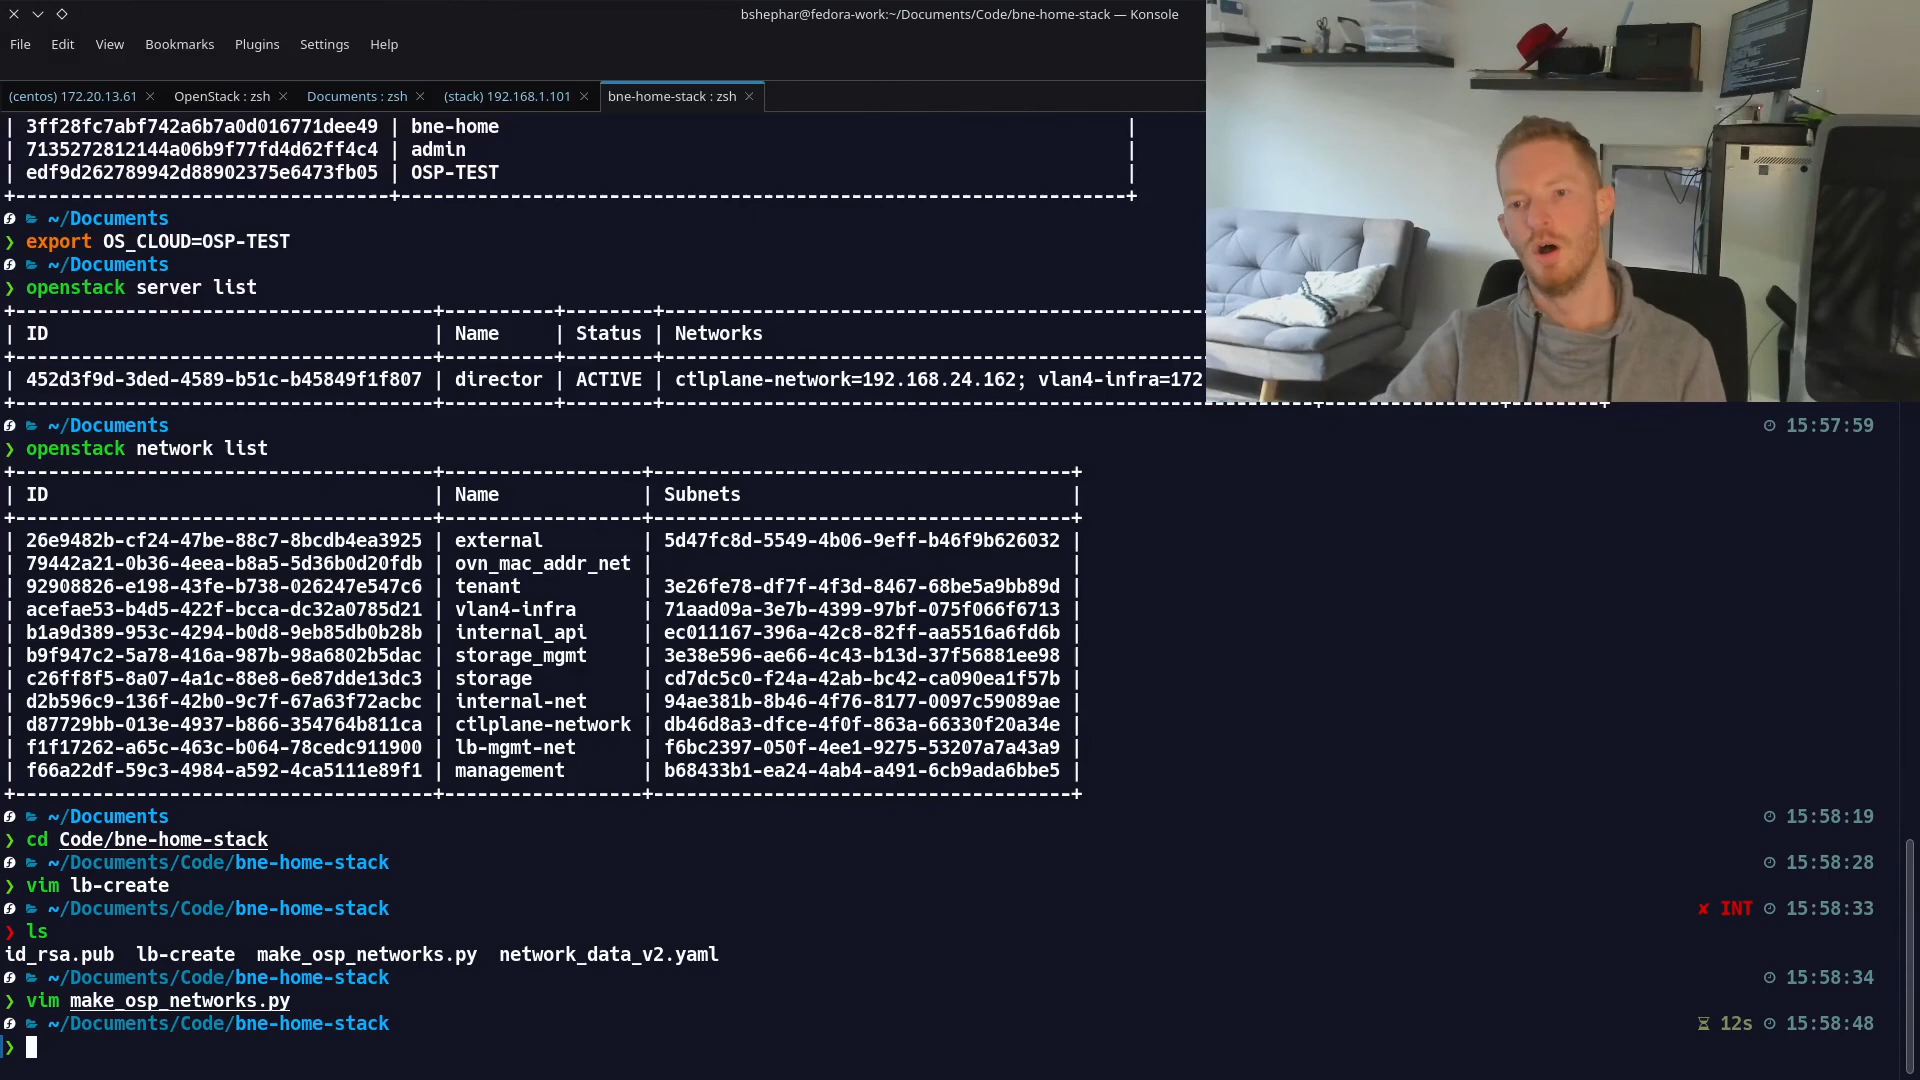 bshephar@fedora-work:~/Documents/Code/bne-home-stack — Konsole
File Edit View Bookmarks Plugins Settings Help
(centos) 172.20.13.61 OpenStack : zsh Documents : zsh (stack) 192.168.1.101 bne-home-stack : zsh
| 3ff28fc7abf742a6b7a0d016771dee49 | bne-home |
| 7135272812144a06b9f77fd4d62ff4c4 | admin |
| edf9d262789942d88902375e6473fb05 | OSP-TEST |
~/Documents
❯ export OS_CLOUD=OSP-TEST
~/Documents
❯ openstack server list
| ID | Name | Status | Networks
| 452d3f9d-3ded-4589-b51c-b45849f1f807 | director | ACTIVE | ctlplane-network=192.168.24.162; vlan4-infra=172
~/Documents 15:57:59
❯ openstack network list
| ID | Name | Subnets |
| 26e9482b-cf24-47be-88c7-8bcdb4ea3925 | external | 5d47fc8d-5549-4b06-9eff-b46f9b626032 |
| 79442a21-0b36-4eea-b8a5-5d36b0d20fdb | ovn_mac_addr_net | |
| 92908826-e198-43fe-b738-026247e547c6 | tenant | 3e26fe78-df7f-4f3d-8467-68be5a9bb89d |
| acefae53-b4d5-422f-bcca-dc32a0785d21 | vlan4-infra | 71aad09a-3e7b-4399-97bf-075f066f6713 |
| b1a9d389-953c-4294-b0d8-9eb85db0b28b | internal_api | ec011167-396a-42c8-82ff-aa5516a6fd6b |
| b9f947c2-5a78-416a-987b-98a6802b5dac | storage_mgmt | 3e38e596-ae66-4c43-b13d-37f56881ee98 |
| c26ff8f5-8a07-4a1c-88e8-6e87dde13dc3 | storage | cd7dc5c0-f24a-42ab-bc42-ca090ea1f57b |
| d2b596c9-136f-42b0-9c7f-67a63f72acbc | internal-net | 94ae381b-8b46-4f76-8177-0097c59089ae |
| d87729bb-013e-4937-b866-354764b811ca | ctlplane-network | db46d8a3-dfce-4f0f-863a-66330f20a34e |
| f1f17262-a65c-463c-b064-78cedc911900 | lb-mgmt-net | f6bc2397-050f-4ee1-9275-53207a7a43a9 |
| f66a22df-59c3-4984-a592-4ca5111e89f1 | management | b68433b1-ea24-4ab4-a491-6cb9ada6bbe5 |
~/Documents 15:58:19
❯ cd Code/bne-home-stack
~/Documents/Code/bne-home-stack 15:58:28
❯ vim lb-create
~/Documents/Code/bne-home-stack ✘ INT 15:58:33
❯ ls
id_rsa.pub lb-create make_osp_networks.py network_data_v2.yaml
~/Documents/Code/bne-home-stack 15:58:34
❯ vim make_osp_networks.py
~/Documents/Code/bne-home-stack 12s 15:58:48
❯